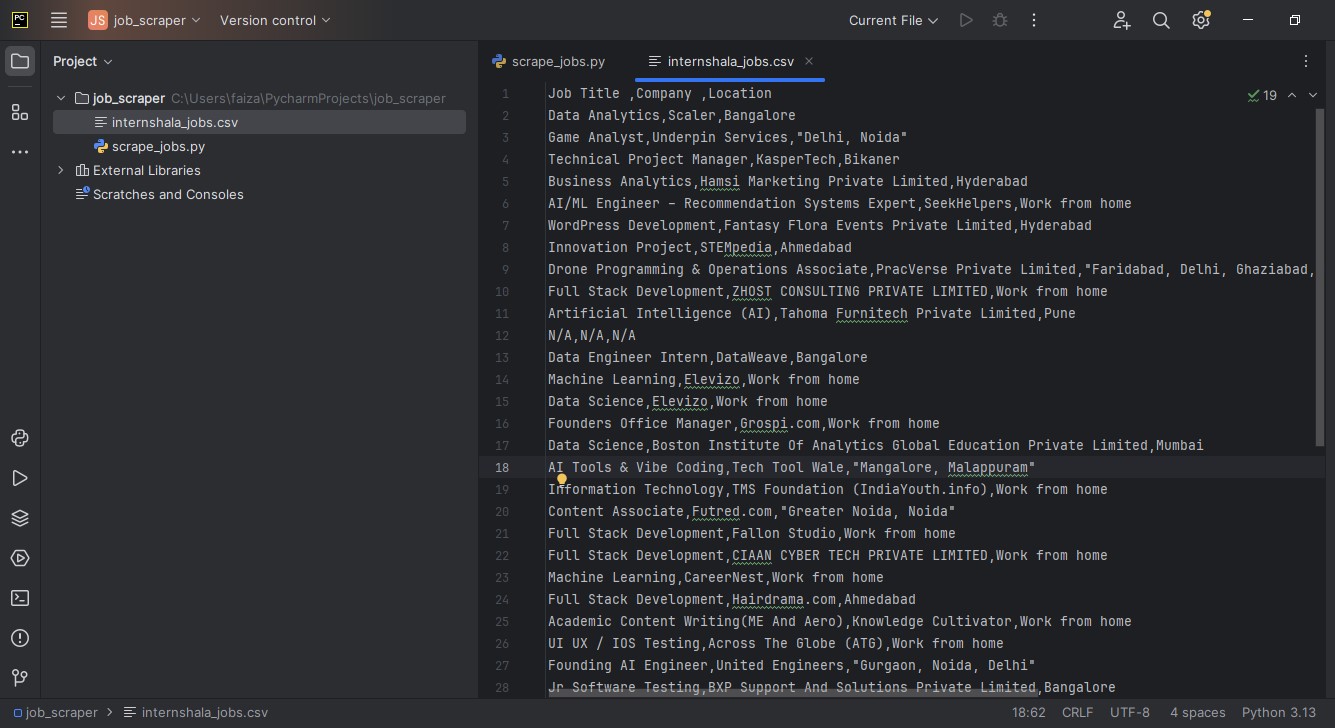 PC
JS job_scraper Version control
Current File
Project
job_scraper C:\Users\faiza\PycharmProjects\job_scraper
internshala_jobs.csv
scrape_jobs.py
External Libraries
Scratches and Consoles
scrape_jobs.py internshala_jobs.csv
19
1 Job Title ,Company ,Location
2 Data Analytics,Scaler,Bangalore
3 Game Analyst,Underpin Services,"Delhi, Noida"
4 Technical Project Manager,KasperTech,Bikaner
5 Business Analytics,Hamsi Marketing Private Limited,Hyderabad
6 AI/ML Engineer – Recommendation Systems Expert,SeekHelpers,Work from home
7 WordPress Development,Fantasy Flora Events Private Limited,Hyderabad
8 Innovation Project,STEMpedia,Ahmedabad
9 Drone Programming & Operations Associate,PracVerse Private Limited,"Faridabad, Delhi, Ghaziabad,
10 Full Stack Development,ZHOST CONSULTING PRIVATE LIMITED,Work from home
11 Artificial Intelligence (AI),Tahoma Furnitech Private Limited,Pune
12 N/A,N/A,N/A
13 Data Engineer Intern,DataWeave,Bangalore
14 Machine Learning,Elevizo,Work from home
15 Data Science,Elevizo,Work from home
16 Founders Office Manager,Grospi.com,Work from home
17 Data Science,Boston Institute Of Analytics Global Education Private Limited,Mumbai
18 AI Tools & Vibe Coding,Tech Tool Wale,"Mangalore, Malappuram"
19 Information Technology,TMS Foundation (IndiaYouth.info),Work from home
20 Content Associate,Futred.com,"Greater Noida, Noida"
21 Full Stack Development,Fallon Studio,Work from home
22 Full Stack Development,CIAAN CYBER TECH PRIVATE LIMITED,Work from home
23 Machine Learning,CareerNest,Work from home
24 Full Stack Development,Hairdrama.com,Ahmedabad
25 Academic Content Writing(ME And Aero),Knowledge Cultivator,Work from home
26 UI UX / IOS Testing,Across The Globe (ATG),Work from home
27 Founding AI Engineer,United Engineers,"Gurgaon, Noida, Delhi"
28 Jr Software Testing,BXP Support And Solutions Private Limited,Bangalore
job_scraper > internshala_jobs.csv
18:62 CRLF UTF-8 4 spaces Python 3.13